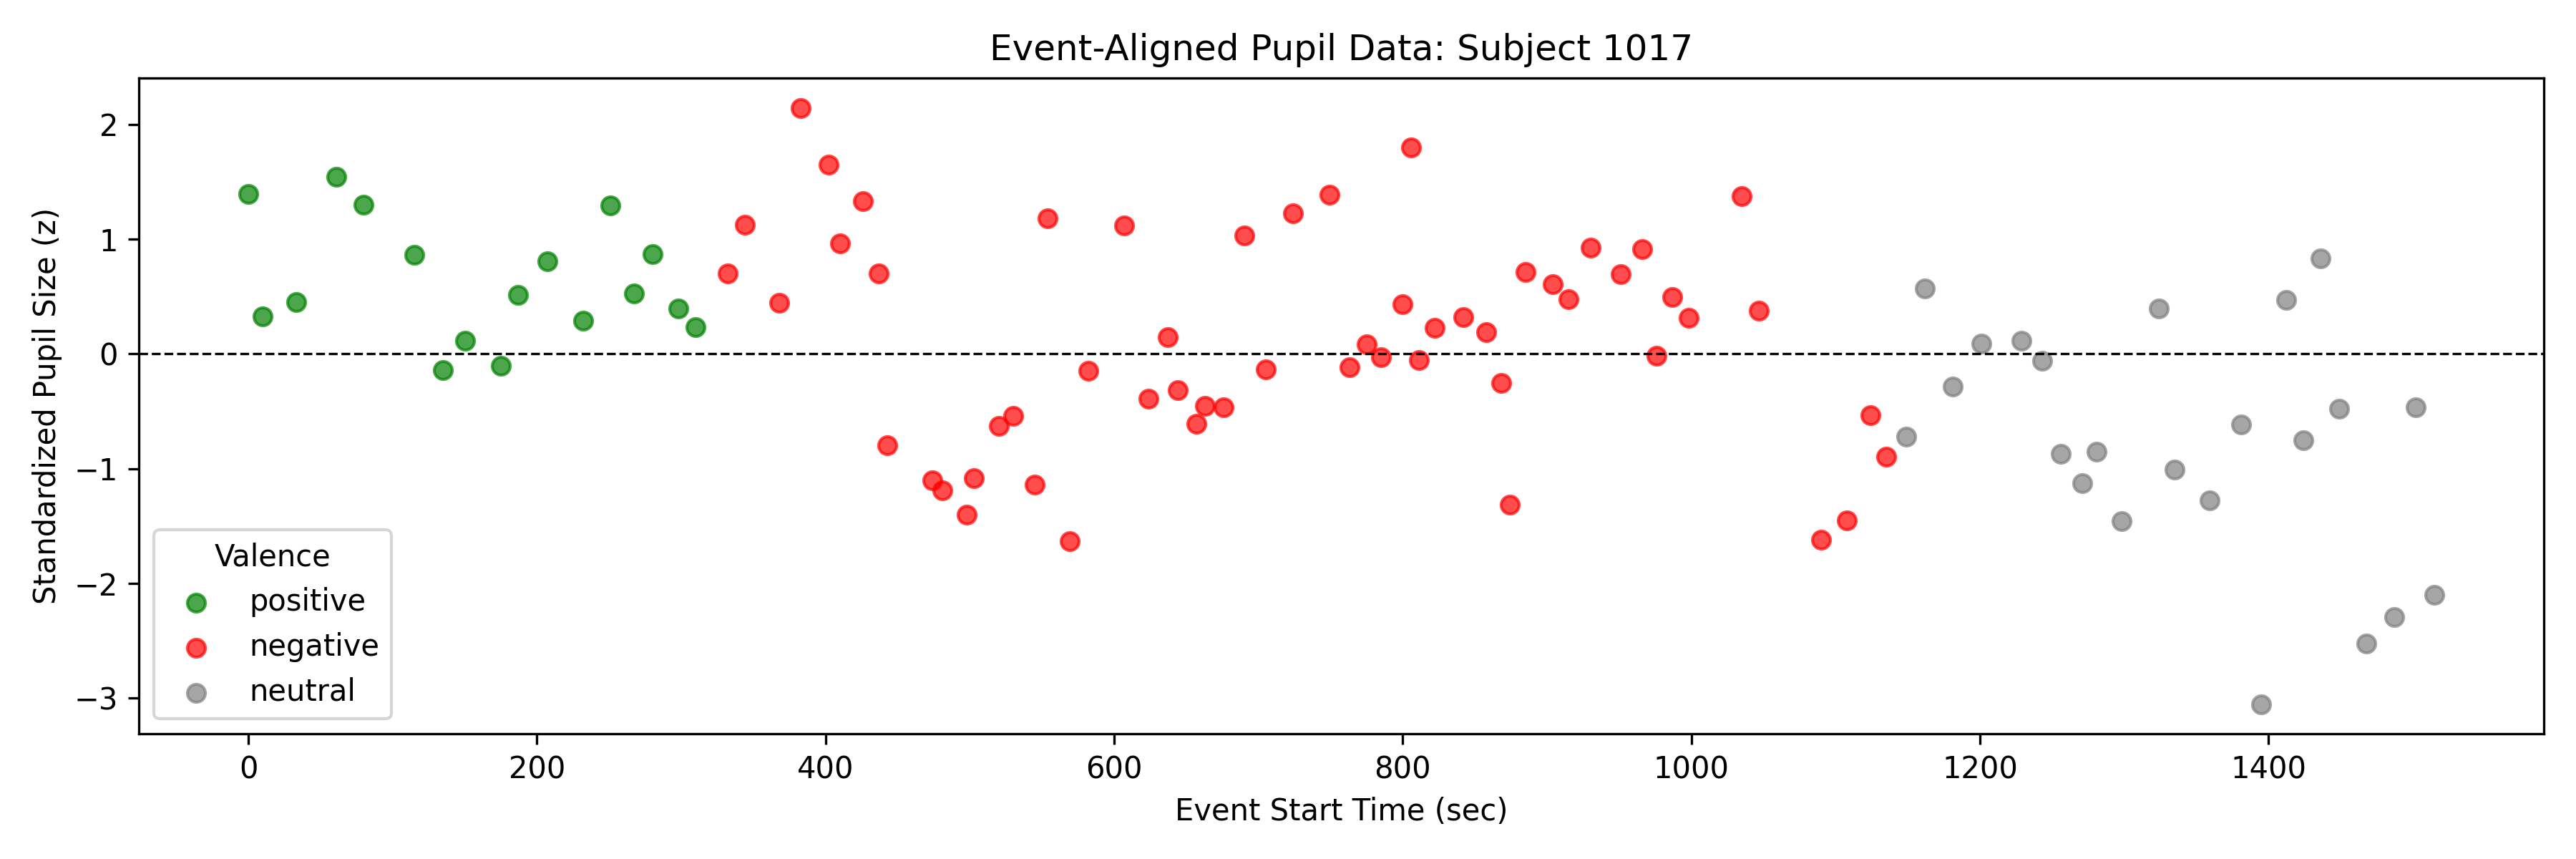 Event-Aligned Pupil Data: Subject 1017
Standardized Pupil Size (z)
2
1
0
−1
−2
−3
Valence
positive
negative
neutral
0 200 400 600 800 1000 1200 1400
Event Start Time (sec)